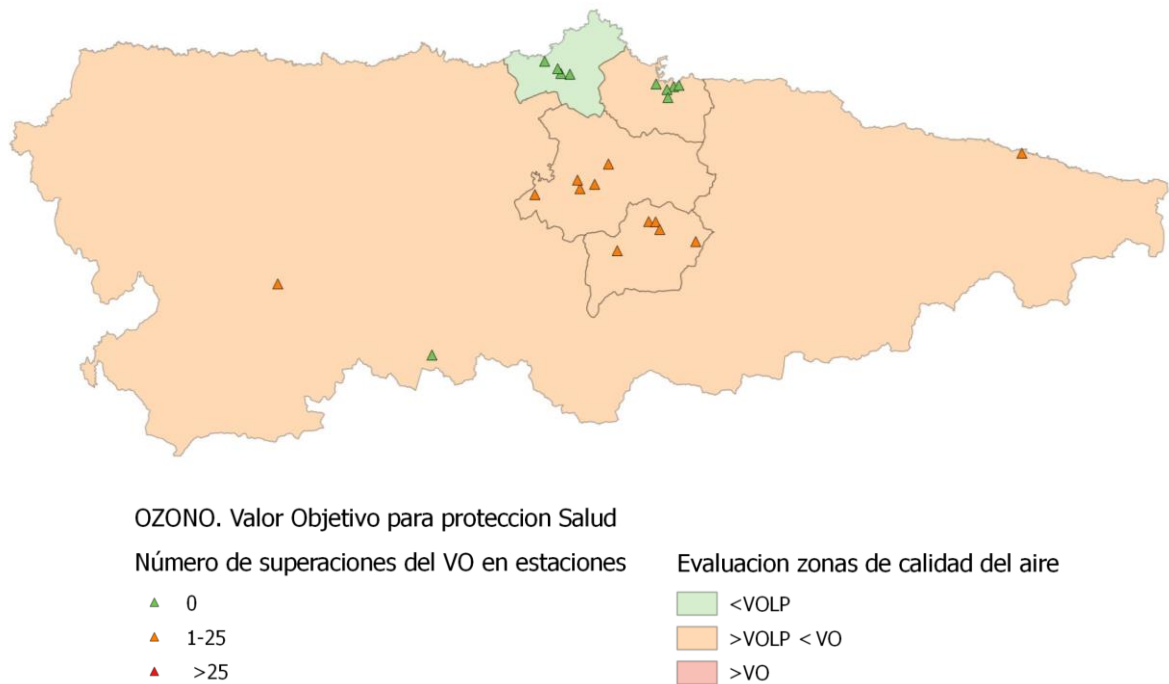 OZONO. Valor Objetivo para proteccion Salud
Número de superaciones del VO en estaciones
0
1-25
>25
Evaluacion zonas de calidad del aire
<VOLP
>VOLP < VO
>VO